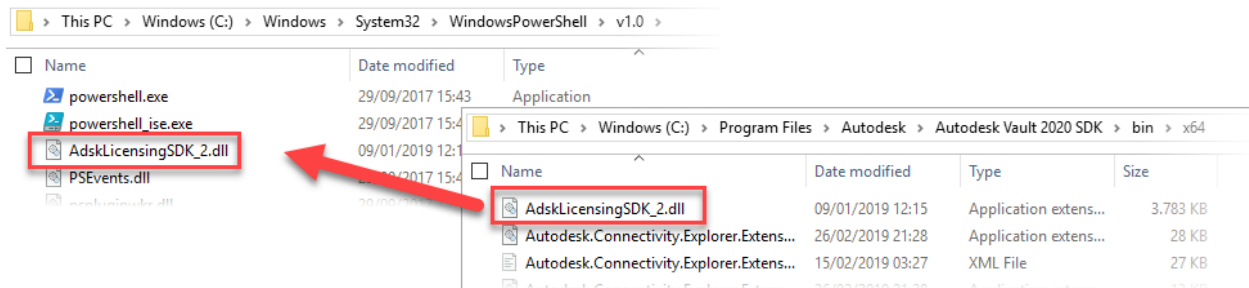 This PC > Windows (C:) > Windows > System32 > WindowsPowerShell > v1.0 >
Name Date modified Type
powershell.exe 29/09/2017 15:43 Application
powershell_ise.exe 29/09/2017 15:4
AdskLicensingSDK_2.dll 09/01/2019 12:1
PSEvents.dll 2017 15:4
> This PC > Windows (C:) > Program Files > Autodesk > Autodesk Vault 2020 SDK > bin > x64
Name Date modified Type Size
AdskLicensingSDK_2.dll 09/01/2019 12:15 Application extens... 3.783 KB
Autodesk.Connectivity.Explorer.Extens... 26/02/2019 21:28 Application extens... 28 KB
Autodesk.Connectivity.Explorer.Extens... 15/02/2019 03:27 XML File 27 KB